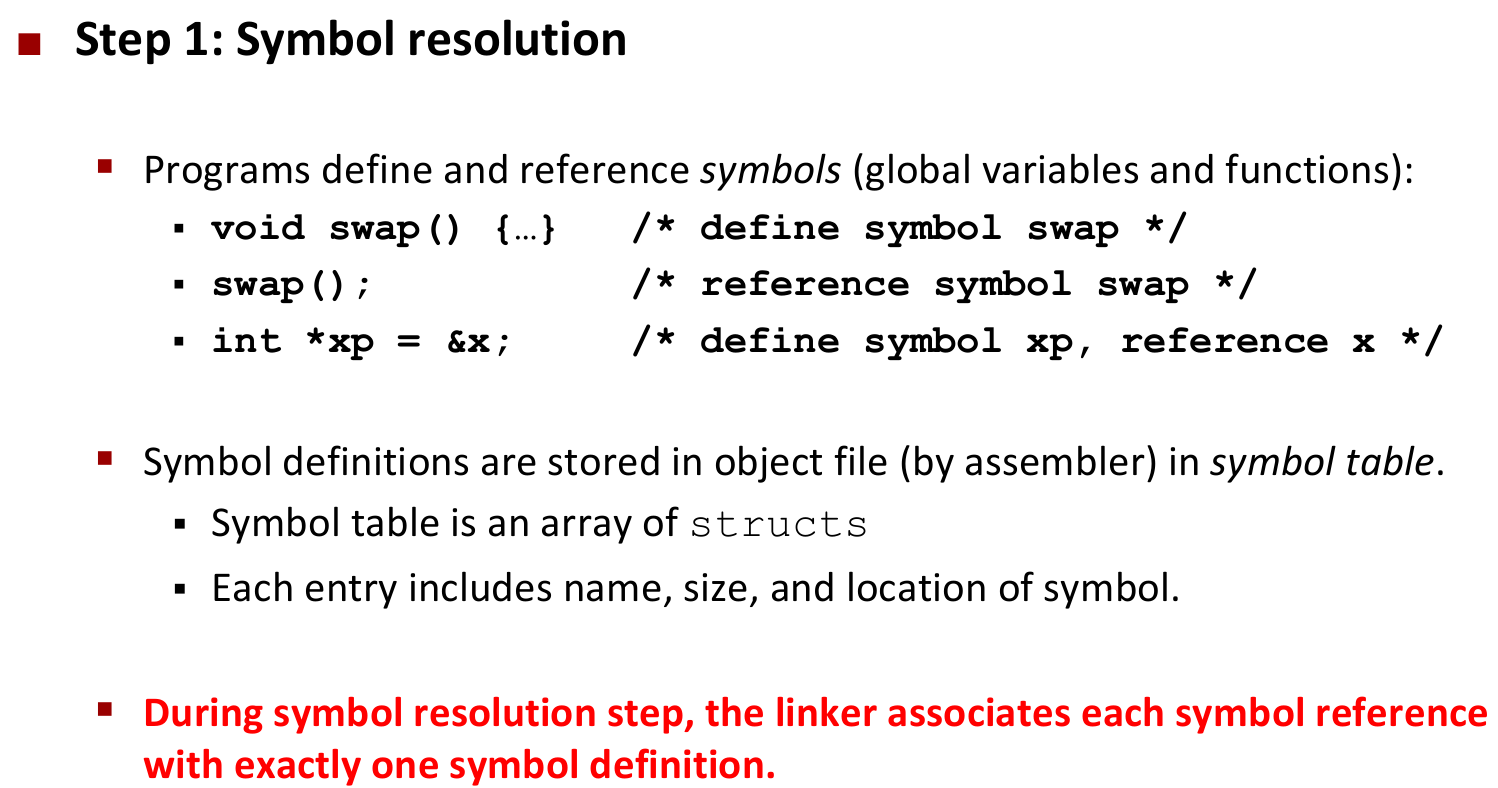 Step 1: Symbol resolution
Programs define and reference symbols (global variables and functions):
void swap() {…} /* define symbol swap */
swap(); /* reference symbol swap */
int *xp = &x; /* define symbol xp, reference x */
Symbol definitions are stored in object file (by assembler) in symbol table.
Symbol table is an array of structs
Each entry includes name, size, and location of symbol.
During symbol resolution step, the linker associates each symbol reference
with exactly one symbol definition.